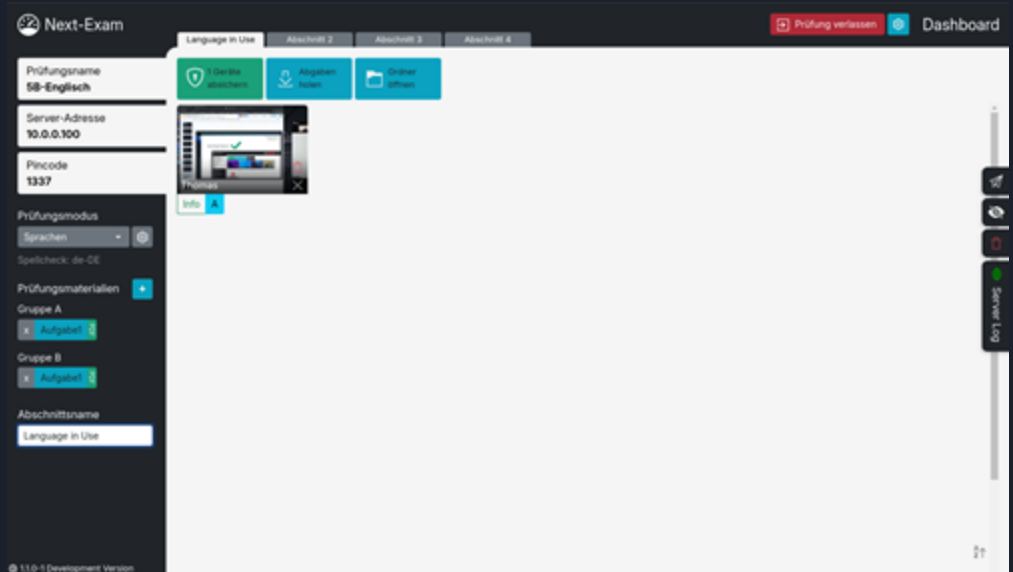 Next-Exam
Language in Use
Abschnitt 2
Abschnitt 3
Abschnitt 4
Prüfung verlassen
Dashboard
Prüfungsname
5B-Englisch
Server-Adresse
10.0.0.100
Pincode
1337
Prüfungsmodus
Sprachen
Spellcheck: de-DE
Prüfungsmaterialien
+
Gruppe A
x Aufgabe1
Gruppe B
x Aufgabe1
Abschnittsname
Language in Use
1.1.0-1 Development Version
1 Geräte
absichern
Abgaben
holen
Ordner
öffnen
Thomas
Info A
Server Log